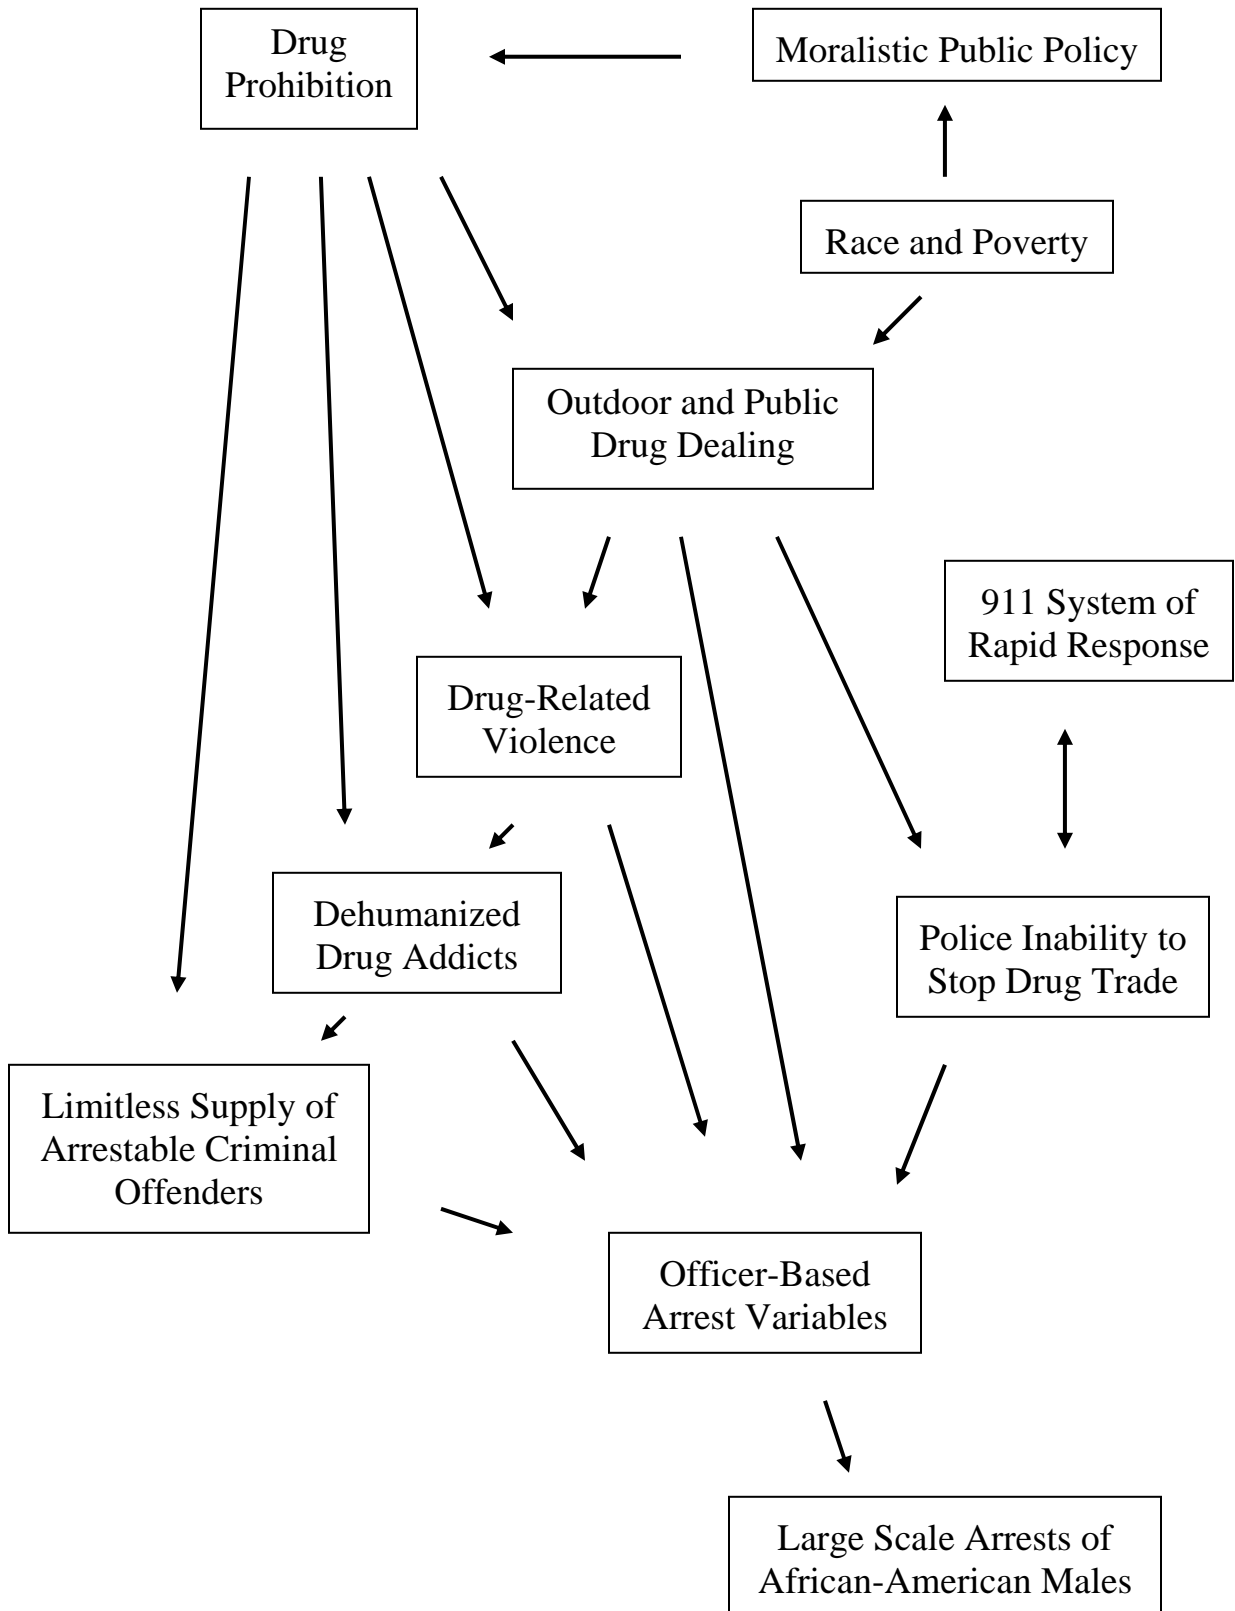 Drug
Prohibition
Moralistic Public Policy
Race and Poverty
Outdoor and Public
Drug Dealing
911 System of
Rapid Response
Drug-Related
Violence
Dehumanized
Drug Addicts
Police Inability to
Stop Drug Trade
Limitless Supply of
Arrestable Criminal
Offenders
Officer-Based
Arrest Variables
Large Scale Arrests of
African-American Males